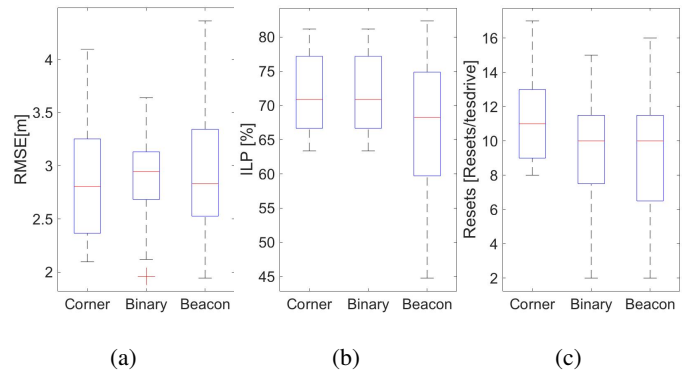 RMSE[m]
4
3.5
3
2.5
2
Corner Binary Beacon
(a)
ILP [%]
80
75
70
65
60
55
50
45
Corner Binary Beacon
(b)
Resets [Resets/tesdrive]
16
14
12
10
8
6
4
2
Corner Binary Beacon
(c)